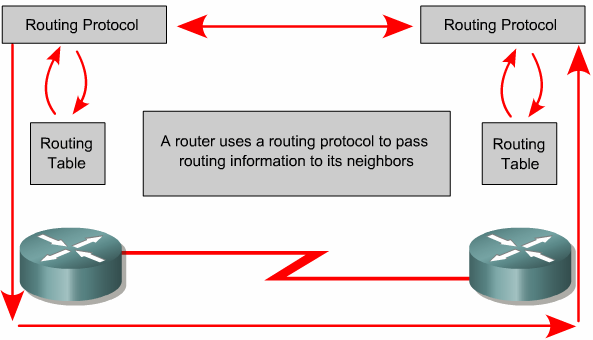 Routing Protocol
Routing Protocol
Routing
Table
A router uses a routing protocol to pass
routing information to its neighbors
Routing
Table